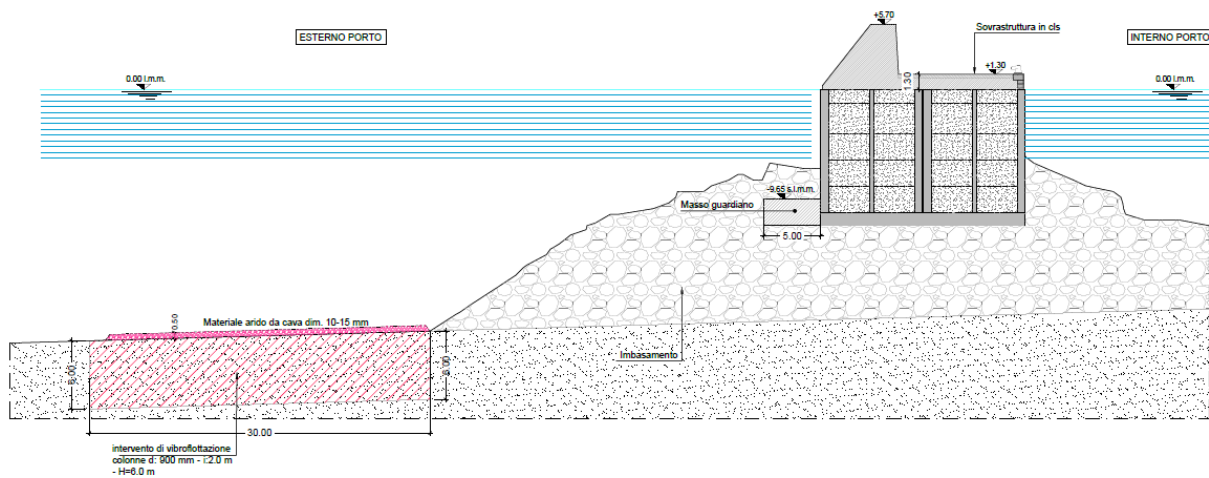 +5.70
ESTERNO PORTO
Sovrastruttura in cls
INTERNO PORTO
0.00 l.m.m.
+1.30
1.30
0.00 l.m.m.
-9.65 s.l.m.m.
Masso guardiano
5.00
0.50
Materiale arido da cava dim. 10-15 mm
6.00
6.00
Imbasamento
30.00
intervento di vibroflottazione
colonne d: 900 mm - i:2.0 m
- H=6.0 m